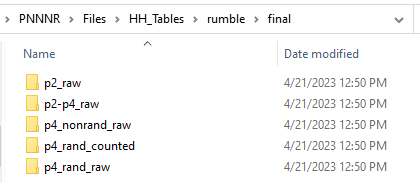 PNNNR > Files > HH_Tables > rumble > final
Name Date modified
p2_raw 4/21/2023 12:50 PM
p2-p4_raw 4/21/2023 12:50 PM
p4_nonrand_raw 4/21/2023 12:50 PM
p4_rand_counted 4/21/2023 12:50 PM
p4_rand_raw 4/21/2023 12:50 PM